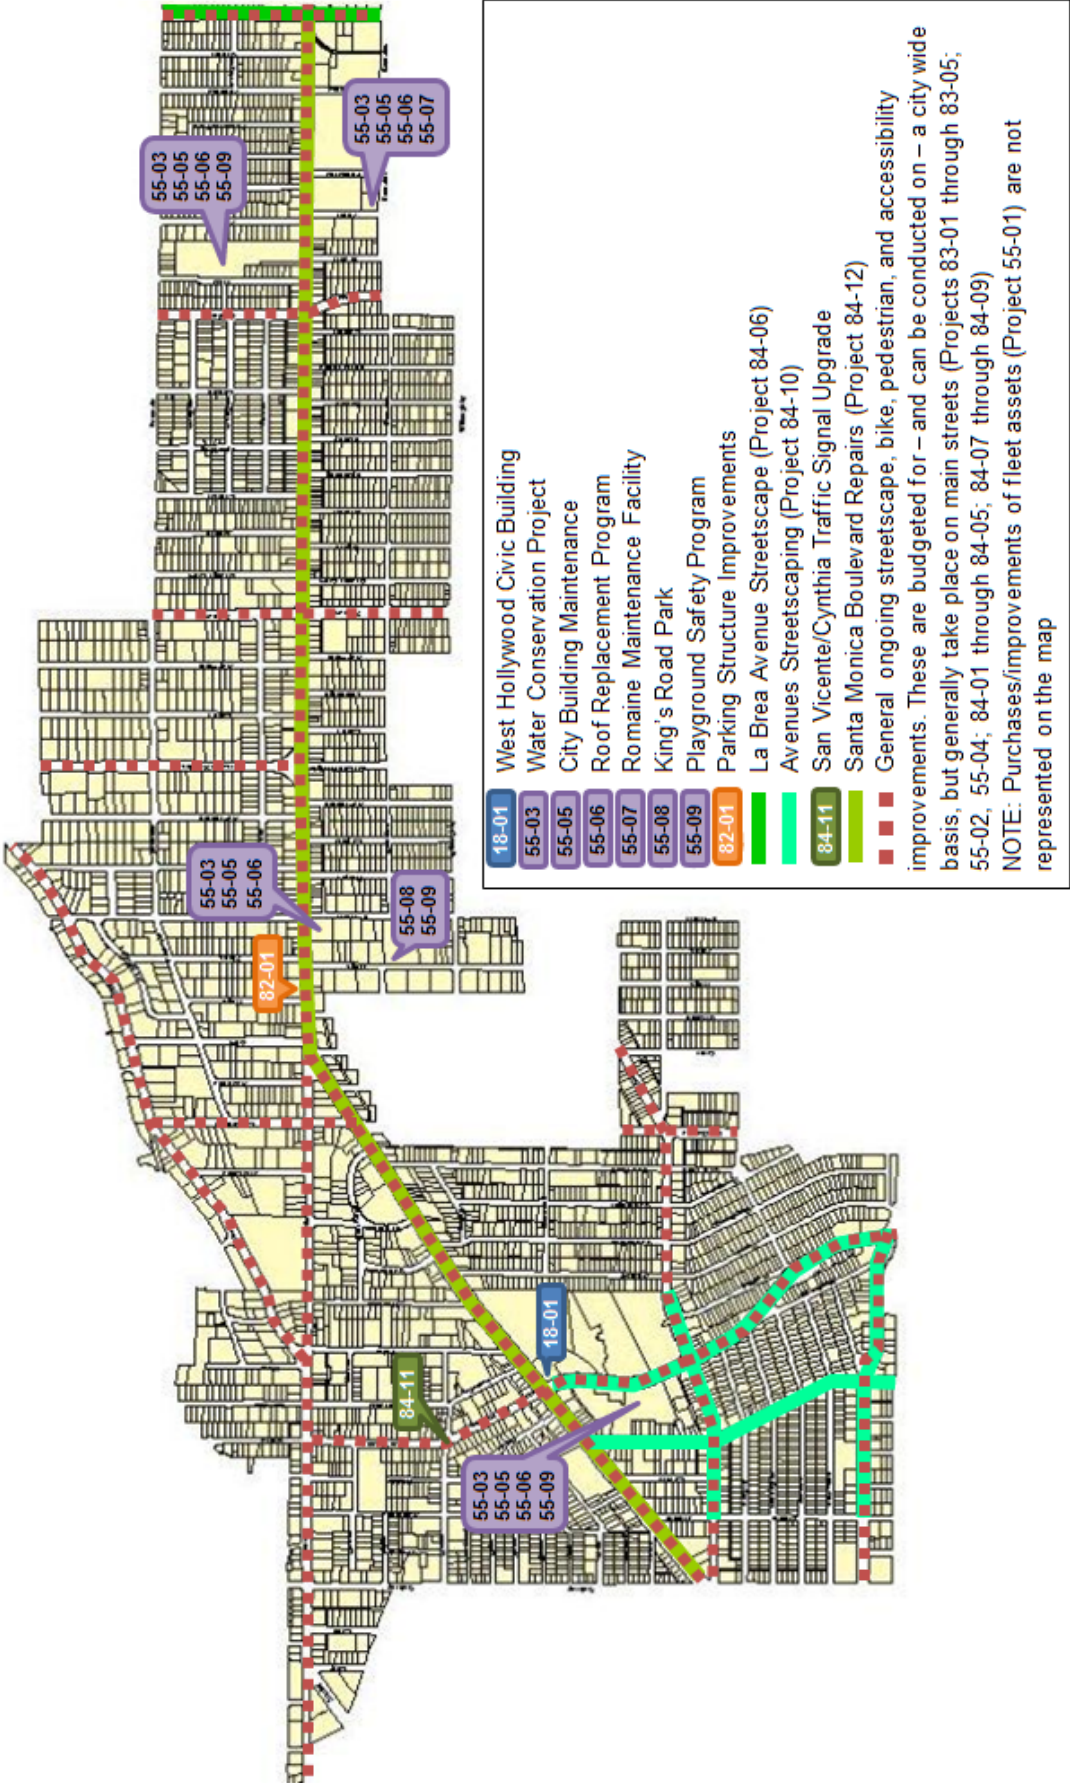 55-03
55-05
55-06
55-09
55-03
55-05
55-06
55-07
55-03
55-05
55-06
82-01
55-08
55-09
84-11
18-01
55-03
55-05
55-06
55-09
18-01 West Hollywood Civic Building
55-03 Water Conservation Project
55-05 City Building Maintenance
55-06 Roof Replacement Program
55-07 Romaine Maintenance Facility
55-08 King's Road Park
55-09 Playground Safety Program
82-01 Parking Structure Improvements
La Brea Avenue Streetscape (Project 84-06)
Avenues Streetscaping (Project 84-10)
84-11 San Vicente/Cynthia Traffic Signal Upgrade
Santa Monica Boulevard Repairs (Project 84-12)
General ongoing streetscape, bike, pedestrian, and accessibility
improvements. These are budgeted for – and can be conducted on – a city wide
basis, but generally take place on main streets (Projects 83-01 through 83-05;
55-02, 55-04; 84-01 through 84-05; 84-07 through 84-09)
NOTE: Purchases/improvements of fleet assets (Project 55-01) are not
represented on the map